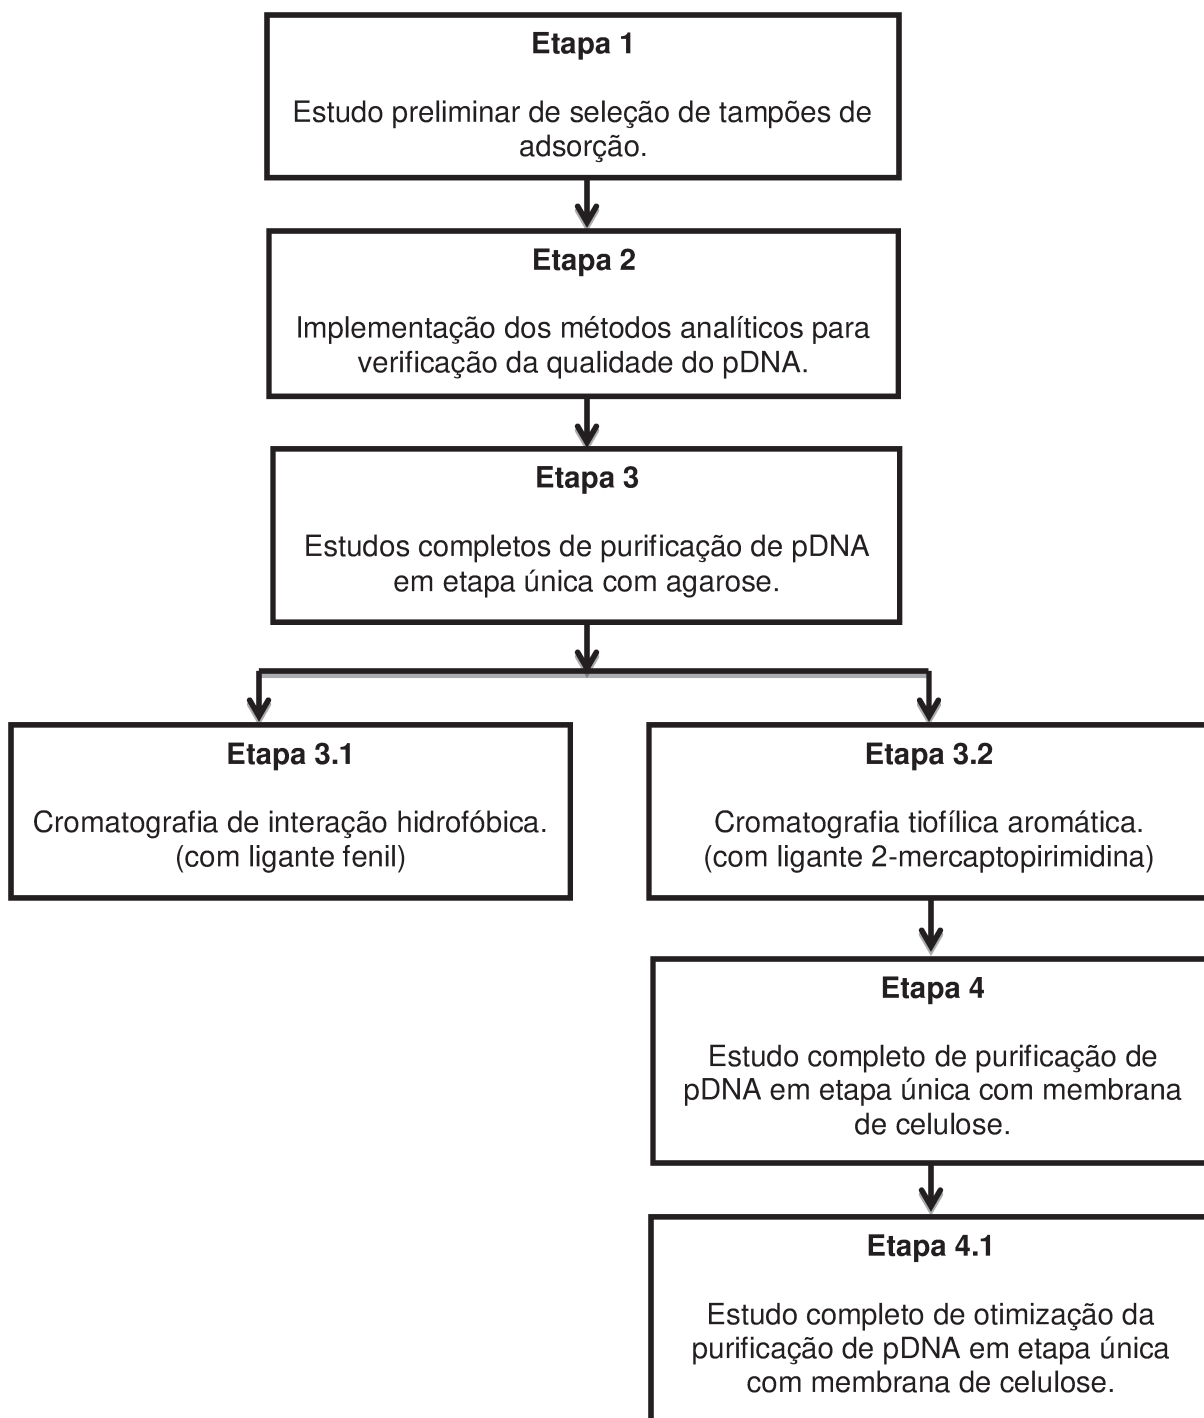 Etapa 1
Estudo preliminar de seleção de tampões de
adsorção.
Etapa 2
Implementação dos métodos analíticos para
verificação da qualidade do pDNA.
Etapa 3
Estudos completos de purificação de pDNA
em etapa única com agarose.
Etapa 3.1
Cromatografia de interação hidrofóbica.
(com ligante fenil)
Etapa 3.2
Cromatografia tiofílica aromática.
(com ligante 2-mercaptopirimidina)
Etapa 4
Estudo completo de purificação de
pDNA em etapa única com membrana
de celulose.
Etapa 4.1
Estudo completo de otimização da
purificação de pDNA em etapa única
com membrana de celulose.